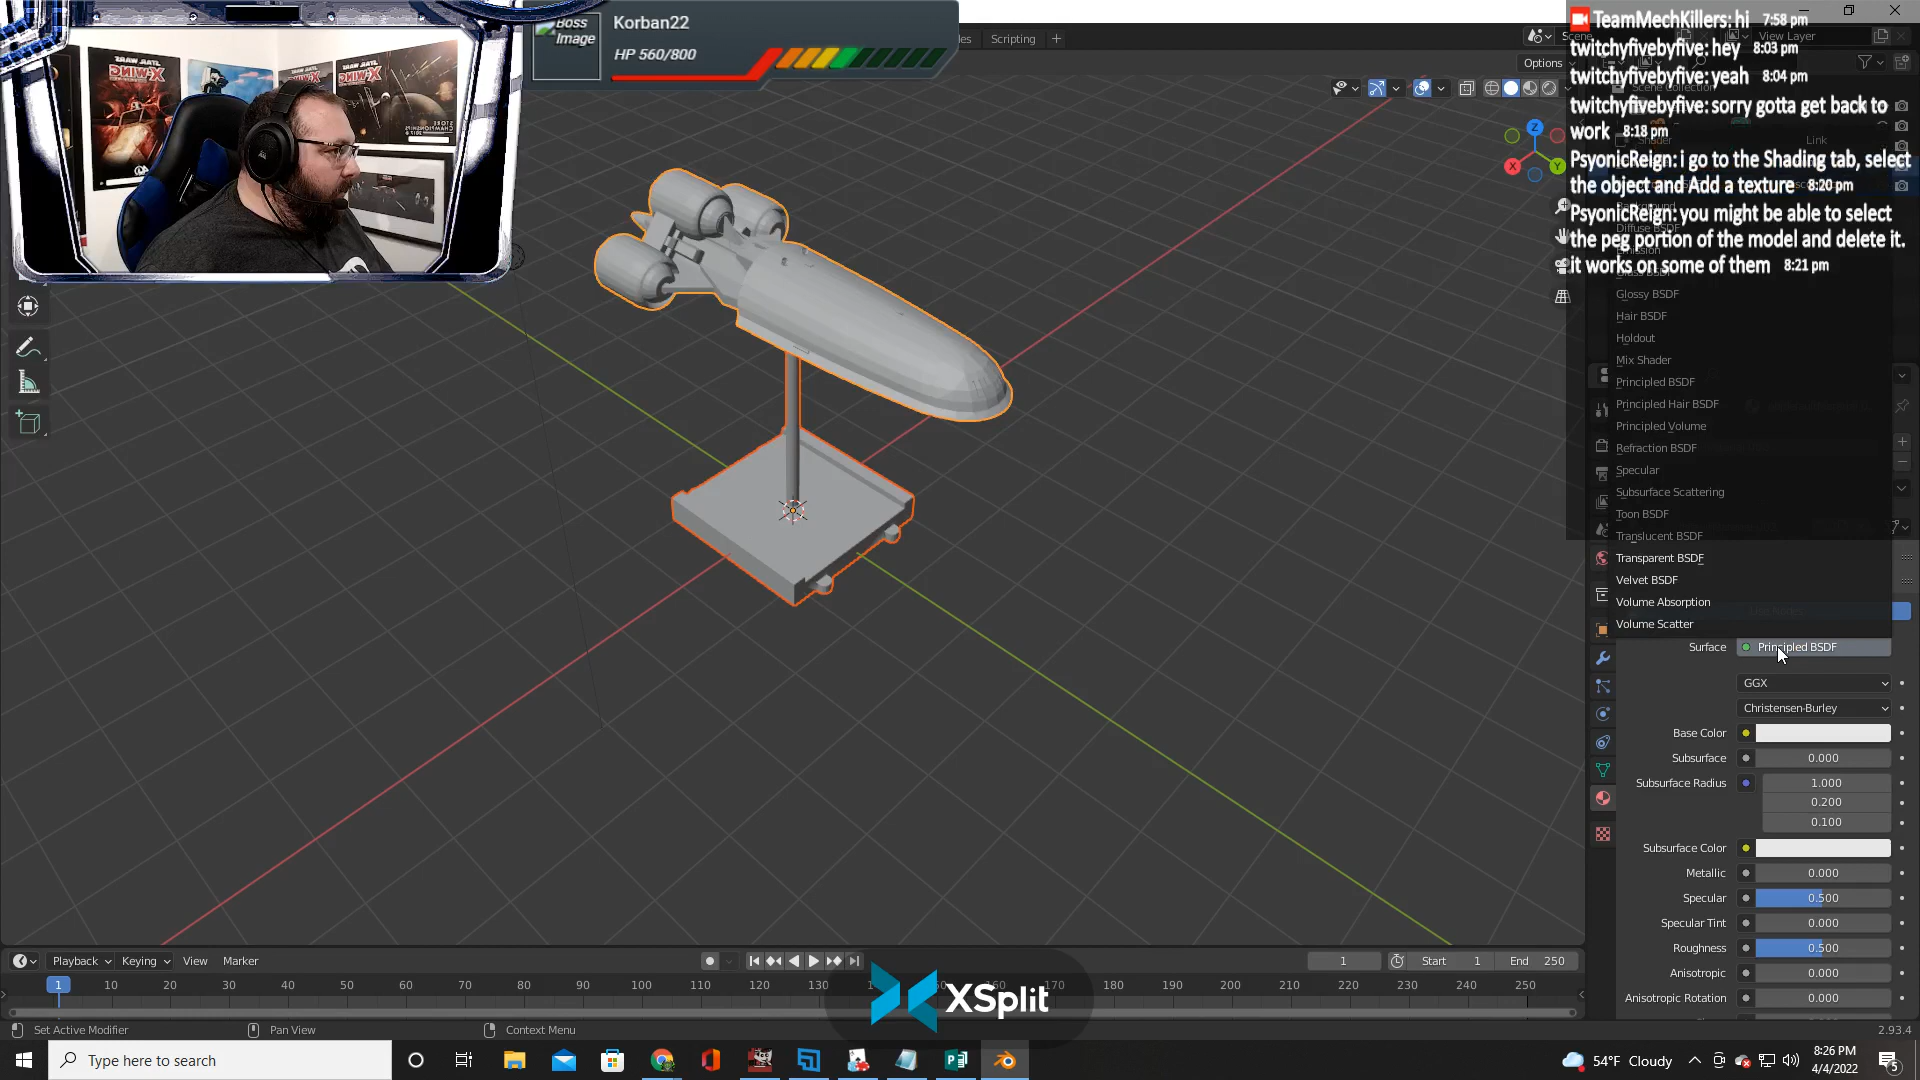 Korban22
Boss
Image
HP 560/800
Scripting
Scene
View Layer
TeamMechKillers: hi 7:58 pm
twitchyfivebyfive: hey 8:03 pm
twitchyfivebyfive: yeah 8:04 pm
twitchyfivebyfive: sorry gotta get back to
work 8:18 pm
PsyonicReign: i go to the Shading tab, select
the object and Add a texture 8:20 pm
PsyonicReign: you might be able to select
the peg portion of the model and delete it.
it works on some of them 8:21 pm
Options
Shader
Link
Glossy BSDF
Hair BSDF
Holdout
Mix Shader
Principled BSDF
Principled Hair BSDF
Principled Volume
Refraction BSDF
Specular
Subsurface Scattering
Toon BSDF
Translucent BSDF
Transparent BSDF
Velvet BSDF
Volume Absorption
Volume Scatter
Surface Principled BSDF
GGX
Christensen-Burley
Base Color
Subsurface 0.000
Subsurface Radius 1.000
0.200
0.100
Subsurface Color
Metallic 0.000
Specular 0.500
Specular Tint 0.000
Roughness 0.500
Anisotropic 0.000
Anisotropic Rotation 0.000
X
Y
Z
Playback Keying View Marker
1 Start 1 End 250
1 10 20 30 40 50 60 70 80 90 100 110 120 130 160 170 180 190 200 210 220 230 240 250
XSplit
Set Active Modifier Pan View Context Menu 2.93.4
Type here to search
54°F Cloudy
8:26 PM
4/4/2022
5